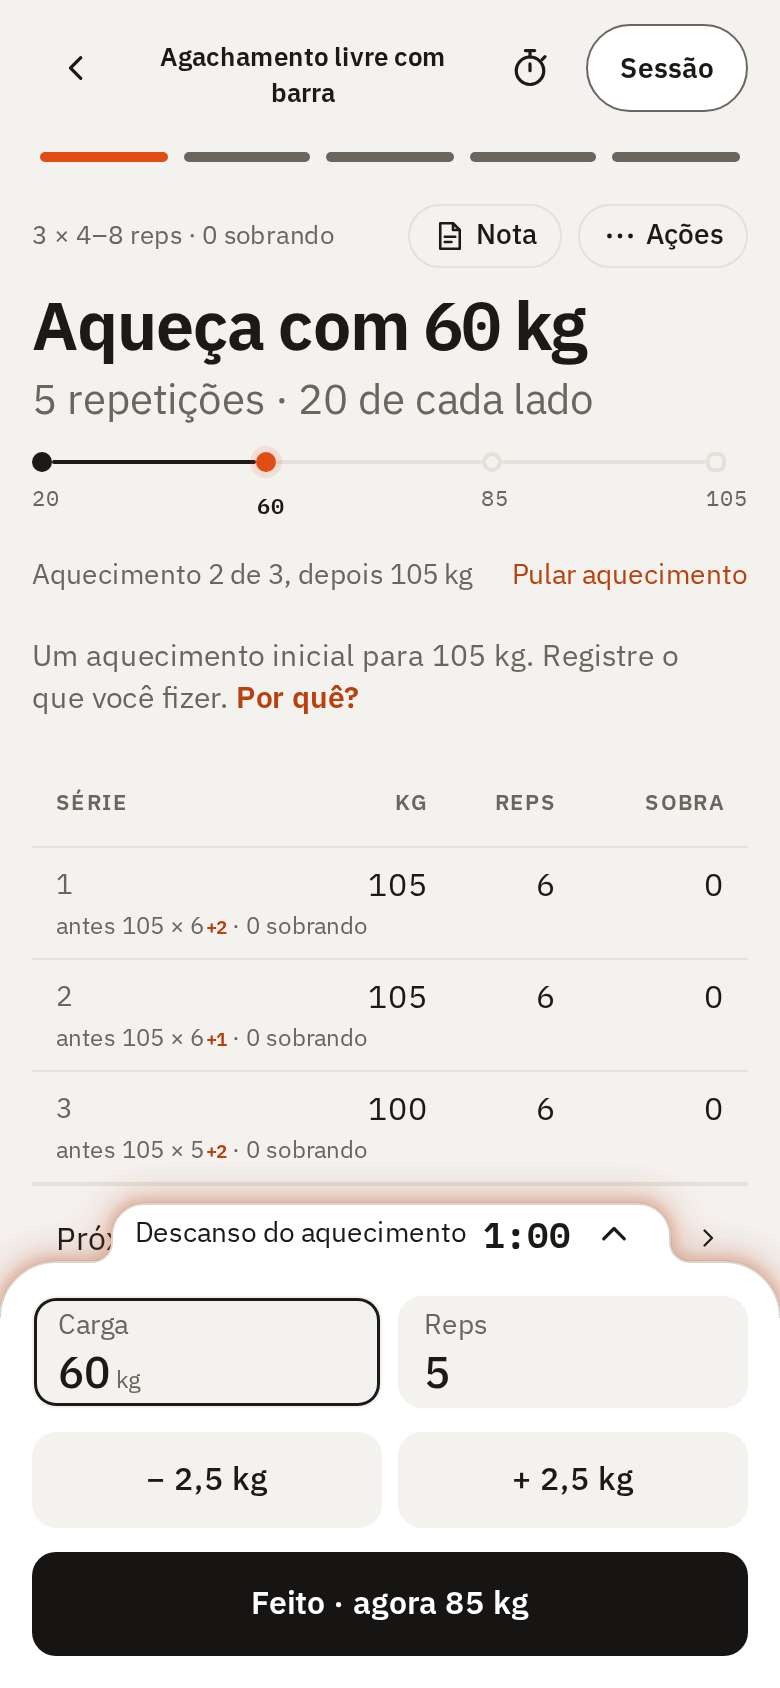 Agachamento livre com
barra
Sessão
3 × 4–8 reps · 0 sobrando
Nota
Ações
Aqueça com 60 kg
5 repetições · 20 de cada lado
20
60
85
105
Aquecimento 2 de 3, depois 105 kg
Pular aquecimento
Um aquecimento inicial para 105 kg. Registre o
que você fizer. Por quê?
SÉRIE KG REPS SOBRA
1 105 6 0
antes 105 × 6 +2 · 0 sobrando
2 105 6 0
antes 105 × 6 +1 · 0 sobrando
3 100 6 0
antes 105 × 5 +2 · 0 sobrando
Descanso do aquecimento 1:00
Carga
60 kg
Reps
5
− 2,5 kg
+ 2,5 kg
Feito · agora 85 kg